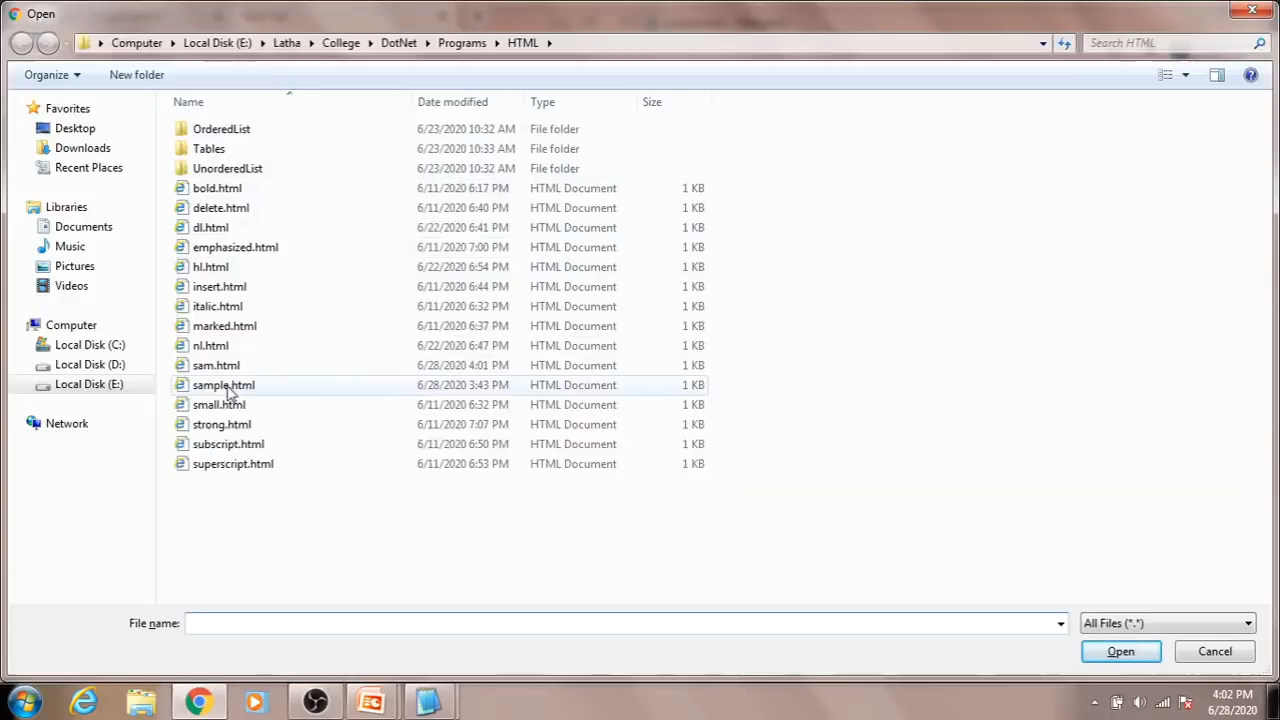 Open
Computer Local Disk (E:) Latha College DotNet Programs HTML Search HTML
Organize New folder
Name Date modified Type Size
Favorites
Desktop
Downloads
Recent Places
Libraries
Documents
Music
Pictures
Videos
Computer
Local Disk (C:)
Local Disk (D:)
Local Disk (E:)
Network
OrderedList 6/23/2020 10:32 AM File folder
Tables 6/23/2020 10:33 AM File folder
UnorderedList 6/23/2020 10:32 AM File folder
bold.html 6/11/2020 6:17 PM HTML Document 1 KB
delete.html 6/11/2020 6:40 PM HTML Document 1 KB
dl.html 6/22/2020 6:41 PM HTML Document 1 KB
emphasized.html 6/11/2020 7:00 PM HTML Document 1 KB
hl.html 6/22/2020 6:54 PM HTML Document 1 KB
insert.html 6/11/2020 6:44 PM HTML Document 1 KB
italic.html 6/11/2020 6:32 PM HTML Document 1 KB
marked.html 6/11/2020 6:37 PM HTML Document 1 KB
nl.html 6/22/2020 6:47 PM HTML Document 1 KB
sam.html 6/28/2020 4:01 PM HTML Document 1 KB
sample.html 6/28/2020 3:43 PM HTML Document 1 KB
small.html 6/11/2020 6:32 PM HTML Document 1 KB
strong.html 6/11/2020 7:07 PM HTML Document 1 KB
subscript.html 6/11/2020 6:50 PM HTML Document 1 KB
superscript.html 6/11/2020 6:53 PM HTML Document 1 KB
File name: All Files (*.*)
Open Cancel
4:02 PM
6/28/2020